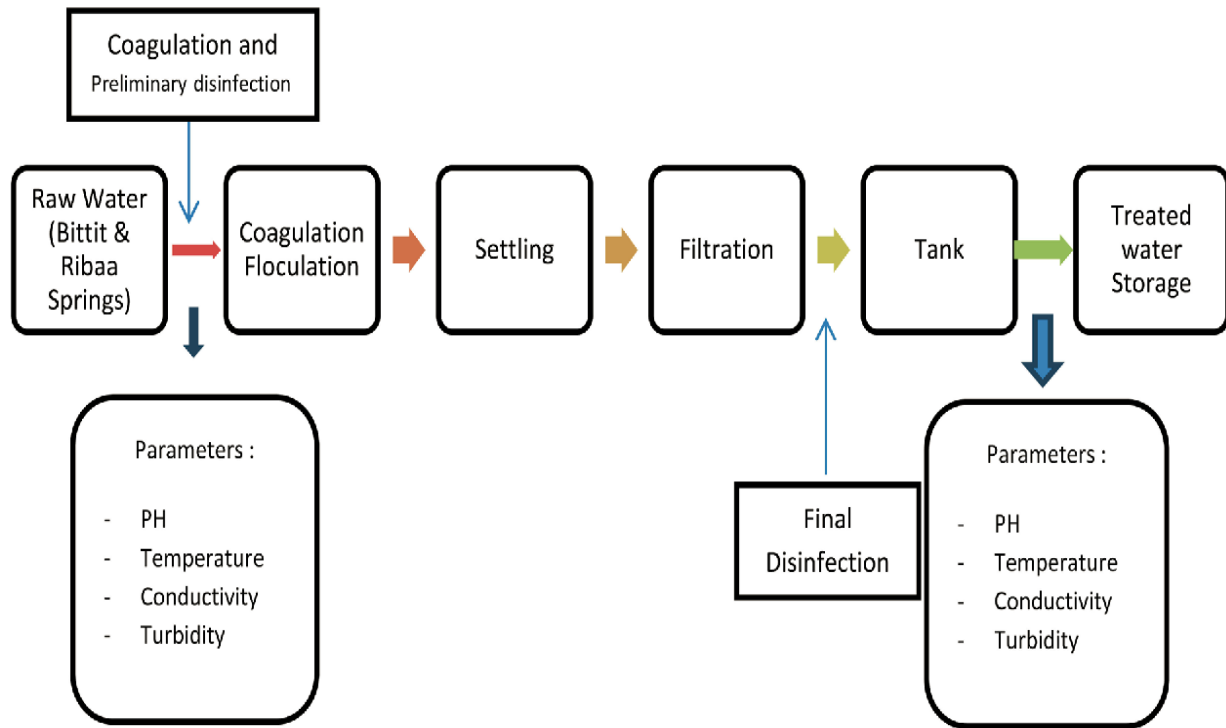 Coagulation and
Preliminary disinfection
Raw Water
(Bittit &
Ribaa
Springs)
Coagulation
Floculation
Settling
Filtration
Tank
Treated
water
Storage
Parameters :
- PH
- Temperature
- Conductivity
- Turbidity
Final
Disinfection
Parameters :
- PH
- Temperature
- Conductivity
- Turbidity